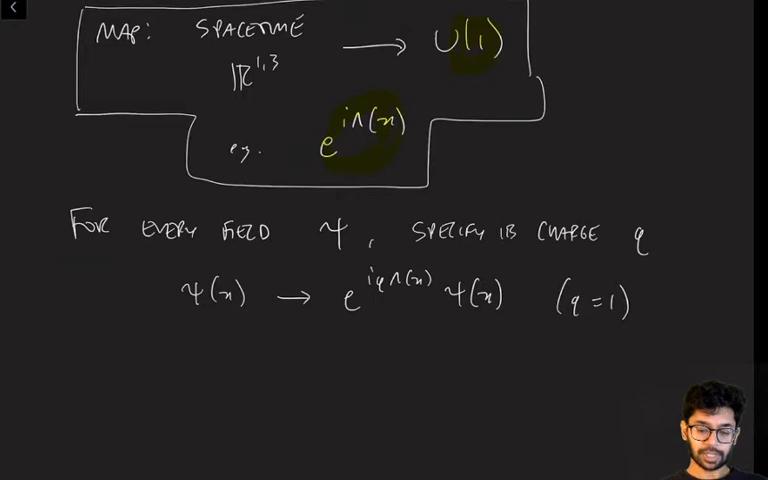 MAP: SPACETIME → U(1)
ℝ^{1,3}
eg. e^{iΛ(x)}
FOR EVERY FIELD ψ, SPECIFY ITS CHARGE q
ψ(x) → e^{iqΛ(x)} ψ(x) (q=1)